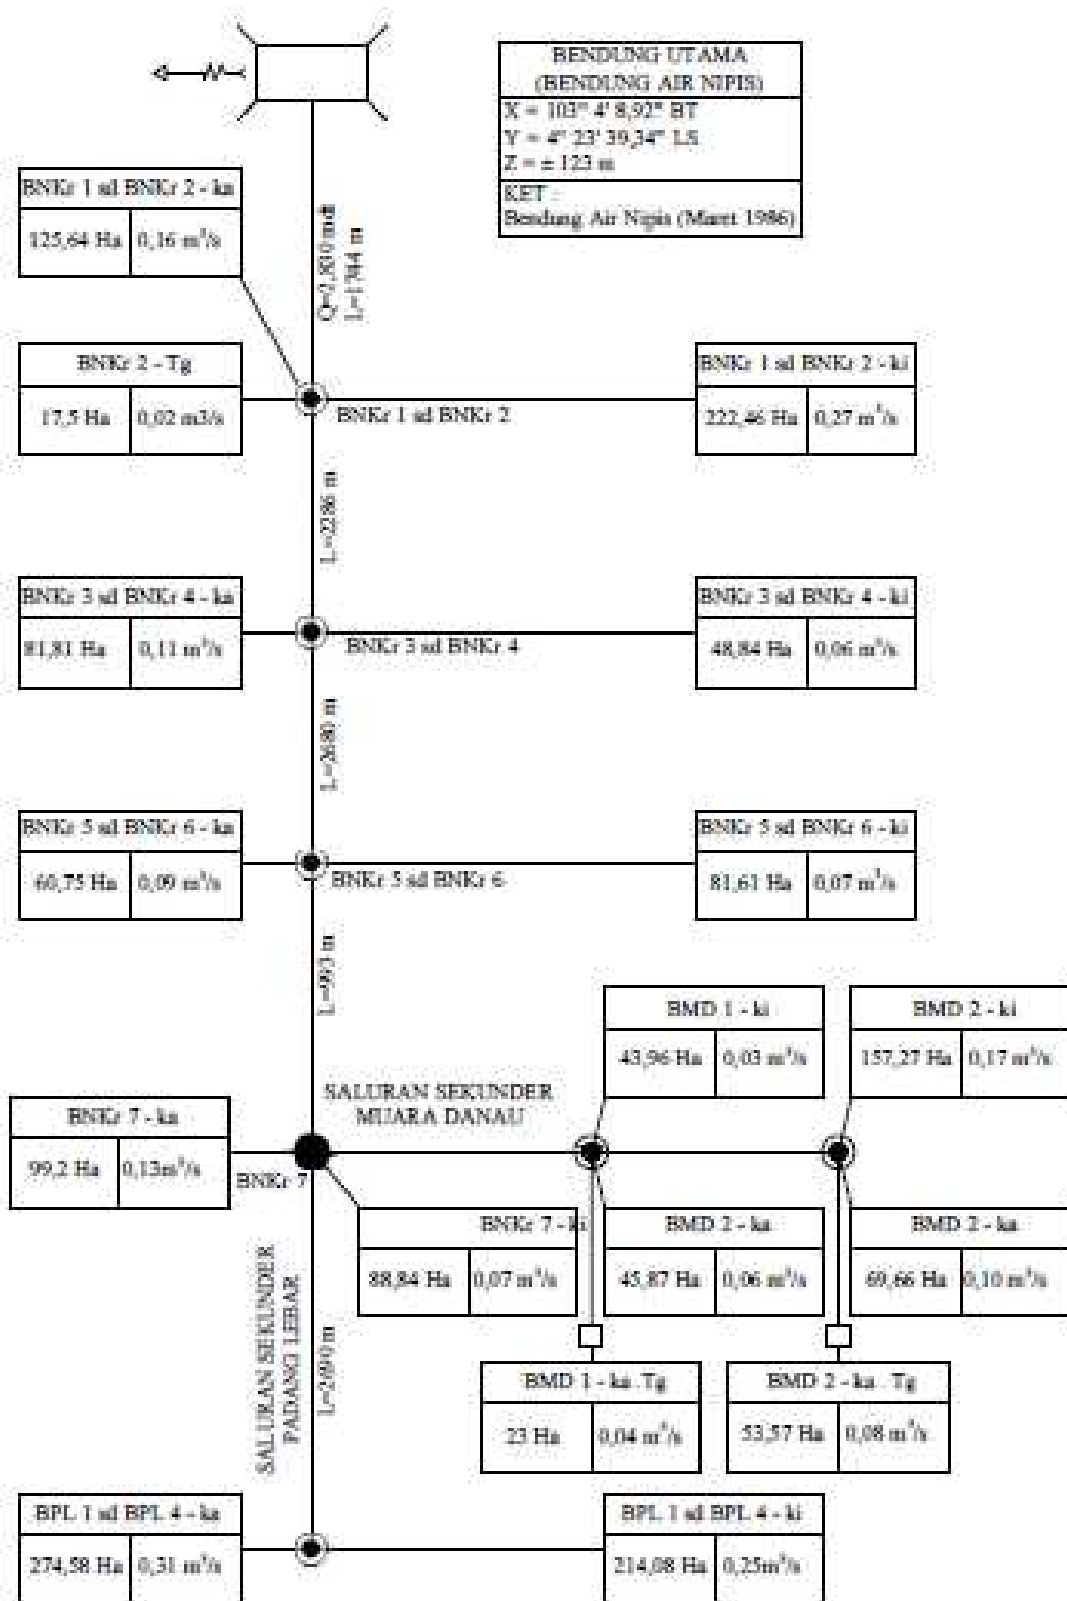 BENDUNG UTAMA
(BENDUNG AIR NIPIS)
X = 103° 4' 8,92" BT
Y = 4° 23' 39,34" LS
Z = ± 123 m
KET :
Bendung Air Nipis (Maret 1986)
BNKr 1 sd BNKr 2 - ka
125,64 Ha 0,16 m³/s
L=1744 m
BNKr 2 - Tg
17,5 Ha 0,02 m3/s
BNKr 1 sd BNKr 2
BNKr 1 sd BNKr 2 - ki
222,46 Ha 0,27 m³/s
L=2286 m
BNKr 3 sd BNKr 4 - ka
81,81 Ha 0,11 m³/s
BNKr 3 sd BNKr 4
BNKr 3 sd BNKr 4 - ki
48,84 Ha 0,06 m³/s
L=2680 m
BNKr 5 sd BNKr 6 - ka
60,75 Ha 0,09 m³/s
BNKr 5 sd BNKr 6
BNKr 5 sd BNKr 6 - ki
81,61 Ha 0,07 m³/s
L=993 m
BMD 1 - ki
43,96 Ha 0,03 m³/s
BMD 2 - ki
157,27 Ha 0,17 m³/s
SALURAN SEKUNDER
MUARA DANAU
BNKr 7 - ka
99,2 Ha 0,13m³/s
BNKr 7
BNKr 7 - ki
88,84 Ha 0,07 m³/s
BMD 2 - ka
45,87 Ha 0,06 m³/s
BMD 2 - ka
69,66 Ha 0,10 m³/s
SALURAN SEKUNDER
PADANG LEBAR
BMD 1 - ka . Tg
23 Ha 0,04 m³/s
BMD 2 - ka . Tg
53,57 Ha 0,08 m³/s
BPL 1 sd BPL 4 - ka
274,58 Ha 0,31 m³/s
BPL 1 sd BPL 4 - ki
214,08 Ha 0,25m³/s